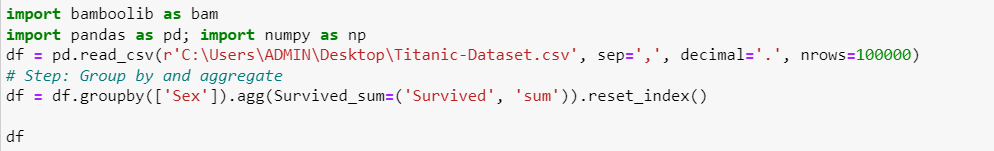 import bamboolib as bam
import pandas as pd; import numpy as np
df = pd.read_csv(r'C:\Users\ADMIN\Desktop\Titanic-Dataset.csv', sep=',', decimal='.', nrows=100000)
# Step: Group by and aggregate
df = df.groupby(['Sex']).agg(Survived_sum=('Survived', 'sum')).reset_index()
df